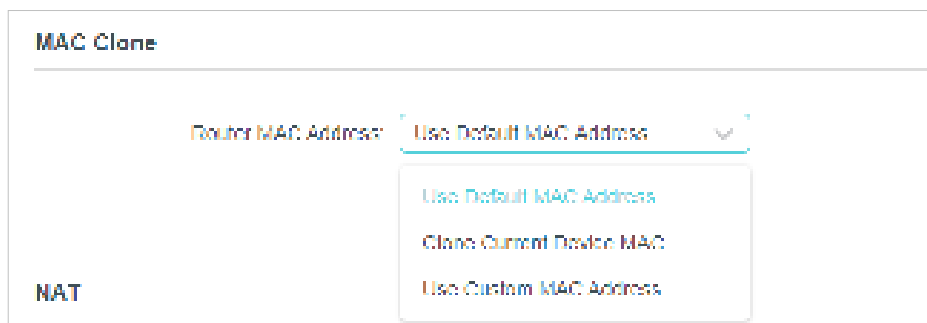 MAC Clone
Router MAC Address: Use Default MAC Address
Use Default MAC Address
Clone Current Device MAC
Use Custom MAC Address
NAT